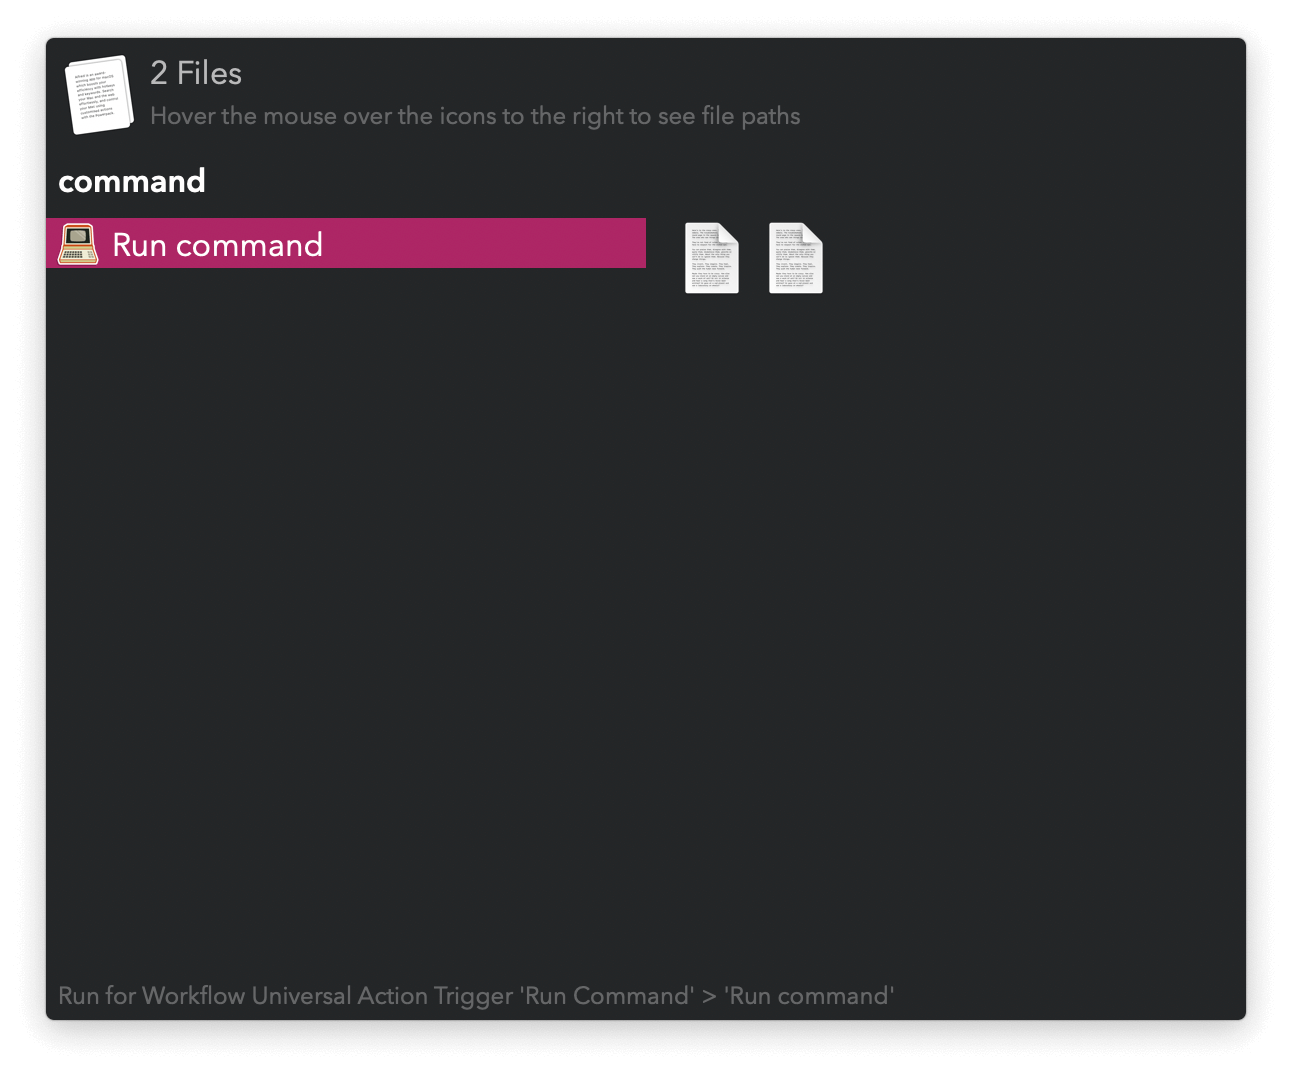 2 Files
Hover the mouse over the icons to the right to see file paths
command
Run command
Run for Workflow Universal Action Trigger 'Run Command' > 'Run command'